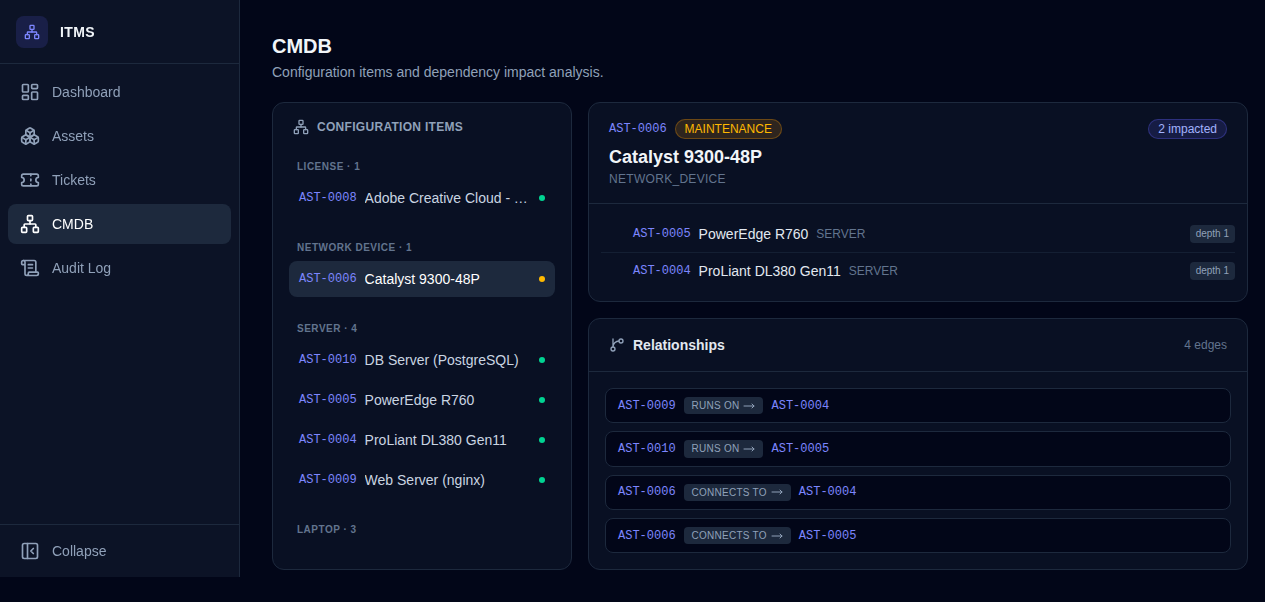 ITMS
Dashboard
Assets
Tickets
CMDB
Audit Log
Collapse
CMDB
Configuration items and dependency impact analysis.
CONFIGURATION ITEMS
LICENSE · 1
AST-0008 Adobe Creative Cloud - …
NETWORK DEVICE · 1
AST-0006 Catalyst 9300-48P
SERVER · 4
AST-0010 DB Server (PostgreSQL)
AST-0005 PowerEdge R760
AST-0004 ProLiant DL380 Gen11
AST-0009 Web Server (nginx)
LAPTOP · 3
AST-0006 MAINTENANCE 2 impacted
Catalyst 9300-48P
NETWORK_DEVICE
AST-0005 PowerEdge R760 SERVER depth 1
AST-0004 ProLiant DL380 Gen11 SERVER depth 1
Relationships 4 edges
AST-0009 RUNS ON → AST-0004
AST-0010 RUNS ON → AST-0005
AST-0006 CONNECTS TO → AST-0004
AST-0006 CONNECTS TO → AST-0005